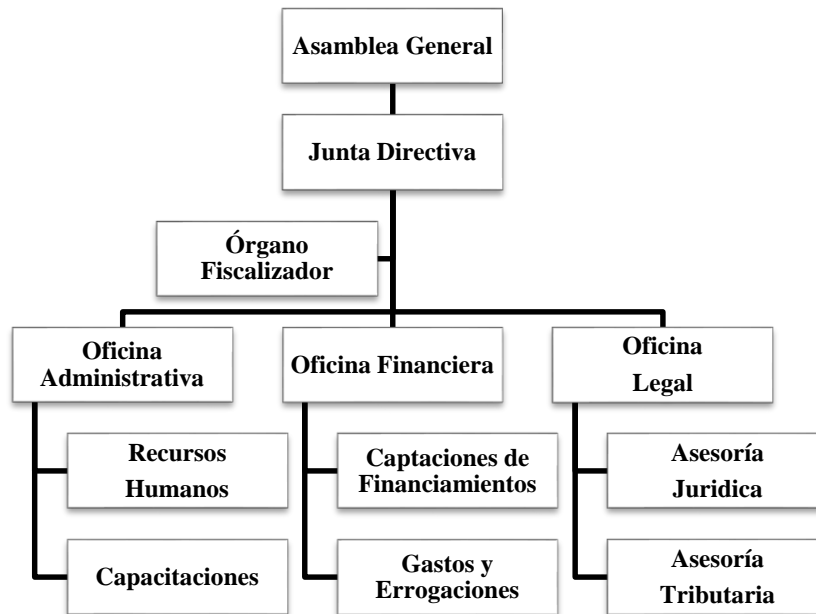 Asamblea General
Junta Directiva
Órgano
Fiscalizador
Oficina
Administrativa
Oficina Financiera
Oficina
Legal
Recursos
Humanos
Captaciones de
Financiamientos
Asesoría
Juridica
Capacitaciones
Gastos y
Errogaciones
Asesoría
Tributaria